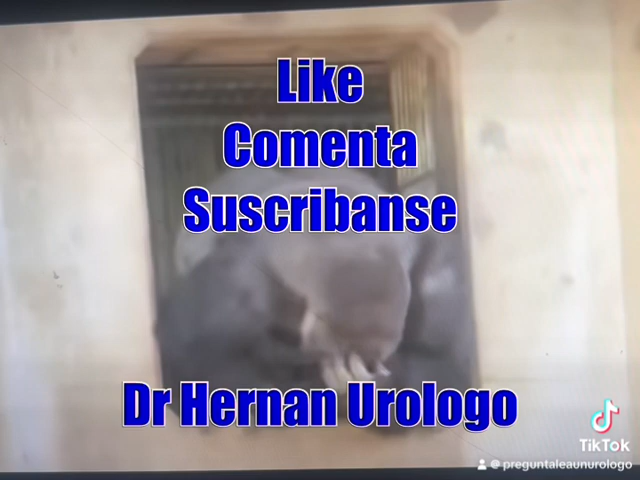 Like
Comenta
Suscribanse
Dr Hernan Urologo
TikTok
@preguntaleaunurologo